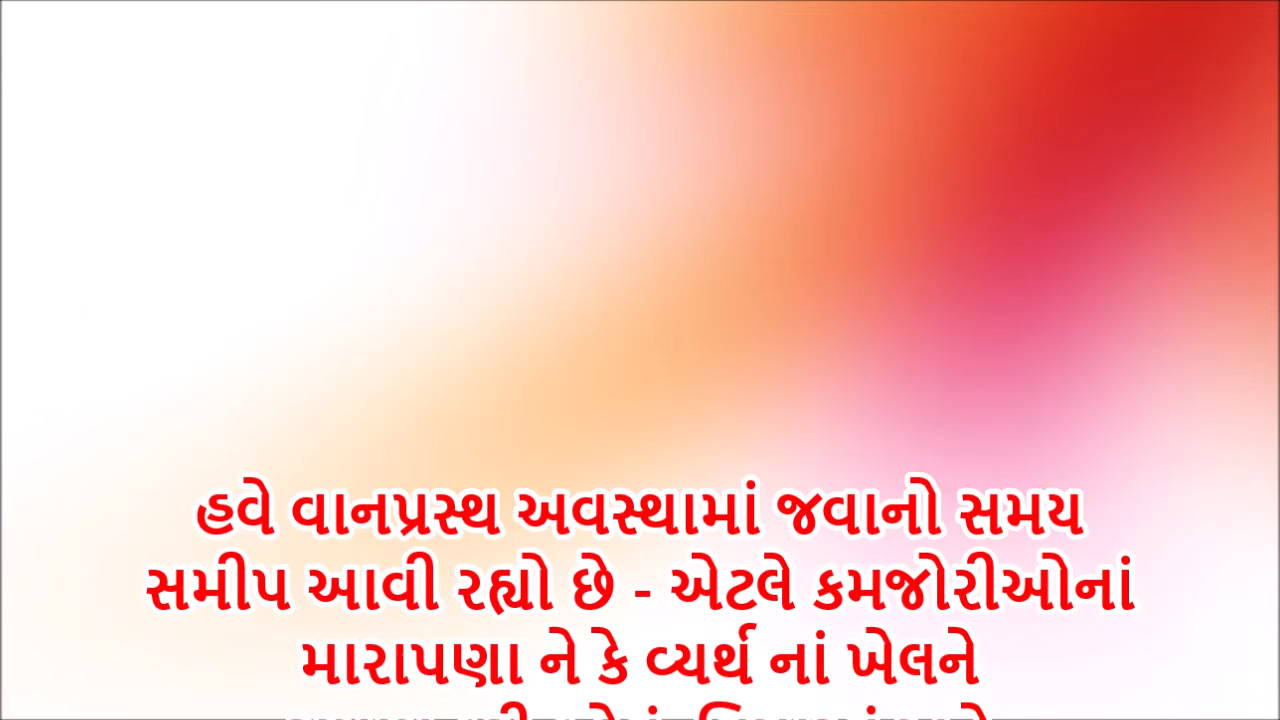 હવે વાનપ્રસ્થ અવસ્થામાં જવાનો સમય
સમીપ આવી રહ્યો છે - એટલે કમજોરીઓનાં
મારાપણા ને કે વ્યર્થ નાં ખેલને